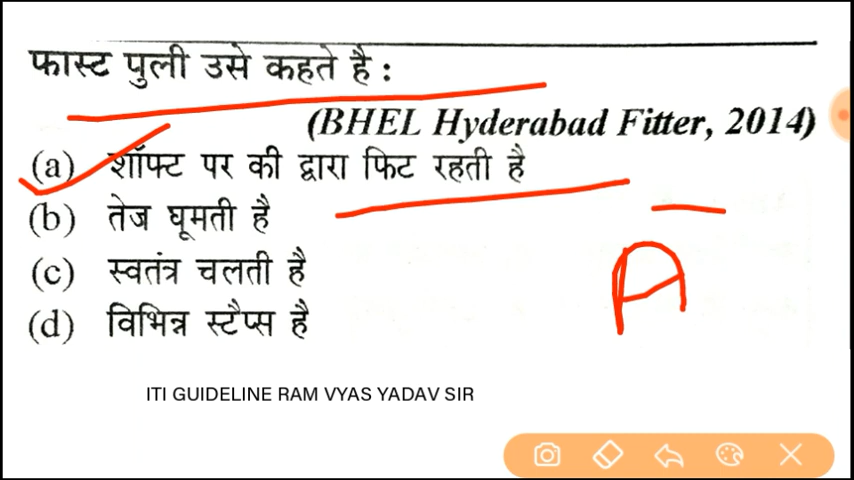 फास्ट पुली उसे कहते है :
(BHEL Hyderabad Fitter, 2014)
(a) शॉफ्ट पर की द्वारा फिट रहती है
(b) तेज घूमती है
(c) स्वतंत्र चलती है
(d) विभिन्न स्टैप्स है
A
ITI GUIDELINE RAM VYAS YADAV SIR